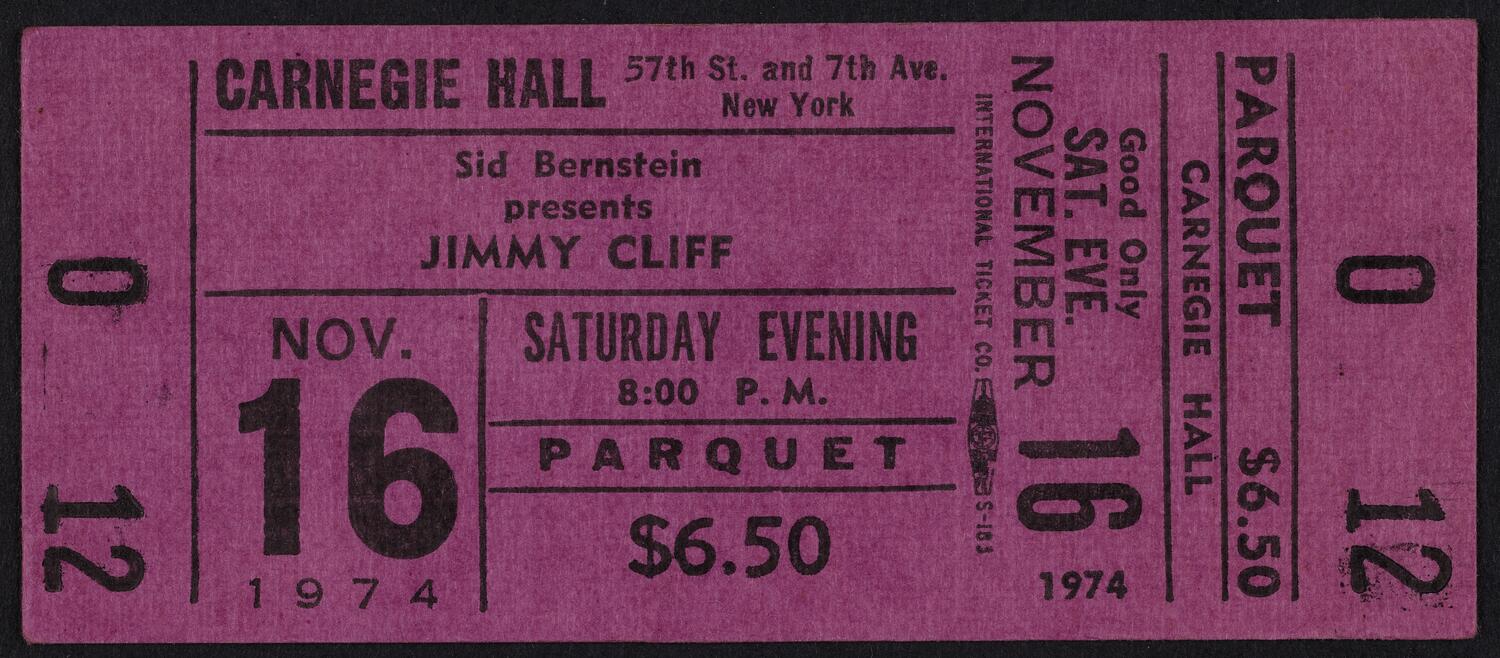 0 12
CARNEGIE HALL 57th St. and 7th Ave.
New York
Sid Bernstein
presents
JIMMY CLIFF
NOV.
16
1974
SATURDAY EVENING
8:00 P. M.
PARQUET
$6.50
INTERNATIONAL TICKET CO. S-183
NOVEMBER 16
1974
SAT. EVE.
Good Only
CARNEGIE HALL
PARQUET $6.50
0 12